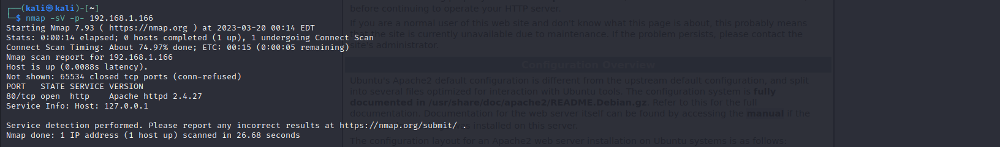 ┌──(kali㉿kali)-[~]
└─$ nmap -sV -p- 192.168.1.166
Starting Nmap 7.93 ( https://nmap.org ) at 2023-03-20 00:14 EDT
Stats: 0:00:14 elapsed; 0 hosts completed (1 up), 1 undergoing Connect Scan
Connect Scan Timing: About 74.97% done; ETC: 00:15 (0:00:05 remaining)
Nmap scan report for 192.168.1.166
Host is up (0.0088s latency).
Not shown: 65534 closed tcp ports (conn-refused)
PORT   STATE SERVICE VERSION
80/tcp open  http    Apache httpd 2.4.27
Service Info: Host: 127.0.0.1
Service detection performed. Please report any incorrect results at https://nmap.org/submit/ .
Nmap done: 1 IP address (1 host up) scanned in 26.68 seconds
before continuing to operate your HTTP server.
If you are a normal user of this web site and don't know what this page is about, this probably means
that the site is currently unavailable due to maintenance. If the problem persists, please contact the
site's administrator.
Configuration Overview
Ubuntu's Apache2 default configuration is different from the upstream default configuration, and split
into several files optimized for interaction with Ubuntu tools. The configuration system is fully
documented in /usr/share/doc/apache2/README.Debian.gz. Refer to this for the full
documentation. Documentation for the web server itself can be found by accessing the manual if the
was installed on this server.
The configuration layout for an Apache2 web server installation on Ubuntu systems is as follows: